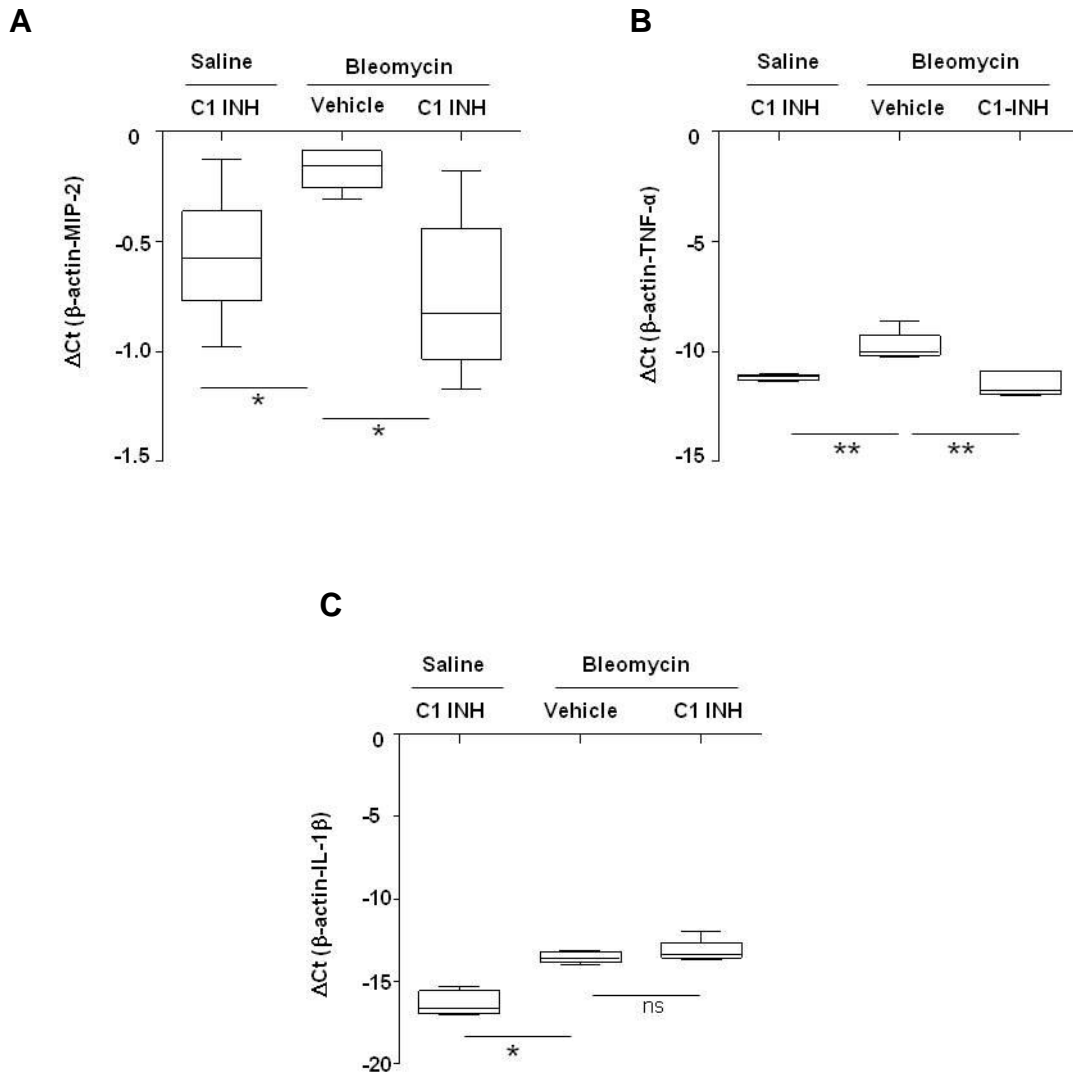 A
Saline Bleomycin
C1 INH Vehicle C1 INH
0
-0.5
-1.0
-1.5
ΔCt (β-actin-MIP-2)
*
*
B
Saline Bleomycin
C1 INH Vehicle C1-INH
0
-5
-10
-15
ΔCt (β-actin-TNF-α)
** **
C
Saline Bleomycin
C1 INH Vehicle C1 INH
0
-5
-10
-15
-20
ΔCt (β-actin-IL-1β)
ns
*